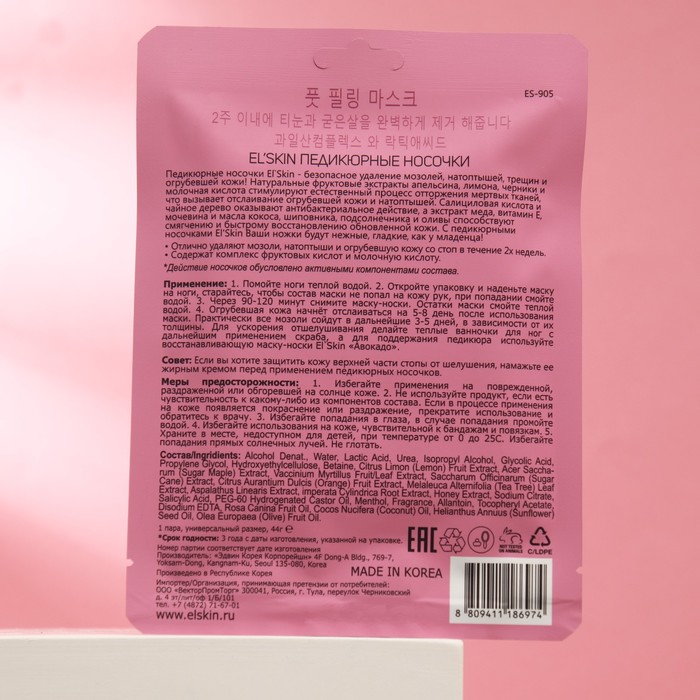 ES-905
풋 필링 마스크
2주 이내에 티눈과 굳은살을 완벽하게 제거 해줍니다
과일산컴플렉스 와 락틱애씨드
EL'SKIN ПЕДИКЮРНЫЕ НОСОЧКИ
Педикюрные носочки El'Skin - безопасное удаление мозолей, натоптышей, трещин и
огрубевшей кожи! Натуральные фруктовые экстракты апельсина, лимона, черники и
молочная кислота стимулируют естественный процесс отторжения мертвых тканей,
что вызывает отслаивание огрубевшей кожи и натоптышей. Салициловая кислота и
чайное дерево оказывают антибактериальное действие, а экстракт меда, витамин Е,
мочевина и масла кокоса, шиповника, подсолнечника и оливы способствуют
смягчению и быстрому восстановлению обновленной кожи. С педикюрными
носочками El'Skin Ваши ножки будут нежные, гладкие, как у младенца!
• Отлично удаляют мозоли, натоптыши и огрубевшую кожу со стоп в течение 2х недель.
• Содержат комплекс фруктовых кислот и молочную кислоту.
*Действие носочков обусловлено активными компонентами состава.
Применение: 1. Помойте ноги теплой водой. 2. Откройте упаковку и наденьте маску
на ноги, старайтесь, чтобы состав маски не попал на кожу рук, при попадании смойте
водой. 3. Через 90-120 минут снимите маску-носки. Остатки маски смойте теплой
водой. 4. Огрубевшая кожа начнёт отслаиваться на 5-8 день после использования
маски. Практически все мозоли сойдут в дальнейшие 3-5 дней, в зависимости от их
толщины. Для ускорения отшелушивания делайте теплые ванночки для ног с
дальнейшим применением скраба, а для поддержания педикюра используйте
восстанавливающую маску-носки El'Skin «Авокадо».
Совет: Если вы хотите защитить кожу верхней части стопы от шелушения, намажьте ее
жирным кремом перед применением педикюрных носочков.
Меры предосторожности: 1. Избегайте применения на поврежденной,
раздраженной или обгоревшей на солнце коже. 2. Не используйте продукт, если есть
чувствительность к какому-либо из компонентов состава. Если в процессе применения
на коже появляется покраснение или раздражение, прекратите использование и
обратитесь к врачу. 3. Избегайте попадания в глаза, в случае попадания промойте
водой. 4. Избегайте использования на коже, чувствительной к бандажам и повязкам. 5.
Храните в месте, недоступном для детей, при температуре от 0 до 25С. Избегайте
попадания прямых солнечных лучей. Не глотать.
Состав/Ingridients: Alcohol Denat., Water, Lactic Acid, Urea, Isopropyl Alcohol, Glycolic Acid,
Propylene Glycol, Hydroxyethylcellulose, Betaine, Citrus Limon (Lemon) Fruit Extract, Acer Saccha-
rum (Sugar Maple) Extract, Vaccinium Myrtillus Fruit/Leaf Extract, Saccharum Officinarum (Sugar
Cane) Extract, Citrus Aurantium Dulcis (Orange) Fruit Extract, Melaleuca Alternifolia (Tea Tree) Leaf
Extract, Aspalathus Linearis Extract, imperata Cylindrica Root Extract, Honey Extract, Sodium Citrate,
Salicylic Acid, PEG-60 Hydrogenated Castor Oil, Menthol, Fragrance, Allantoin, Tocopheryl Acetate,
Disodium EDTA, Rosa Canina Fruit Oil, Cocos Nucifera (Coconut) Oil, Helianthus Annuus (Sunflower)
Seed Oil, Olea Europaea (Olive) Fruit Oil.
1 пара, универсальный размер, 44г ℮
*Срок годности: 3 года с даты изготовления, указанной на упаковке.
Номер партии соответствует дате изготовления
Производитель: «Эдвин Корея Корпорейшн» 4F Dong-A Bldg., 769-7,
Yoksam-Dong, Kangnam-Ku, Seoul 135-080, Korea
Произведено в Республике Корея
Импортер/Организация, принимающая претензии от потребителей:
ООО «ВекторПромТорг» 300041, Россия, г. Тула, переулок Черниковский
д. 4 эт/лит/оф 1/Б/101
тел. +7 (4872) 71-67-01
www.elskin.ru
EAC
NOT TESTED
ON ANIMALS
C/LDPE
MADE IN KOREA
8 809411 186974